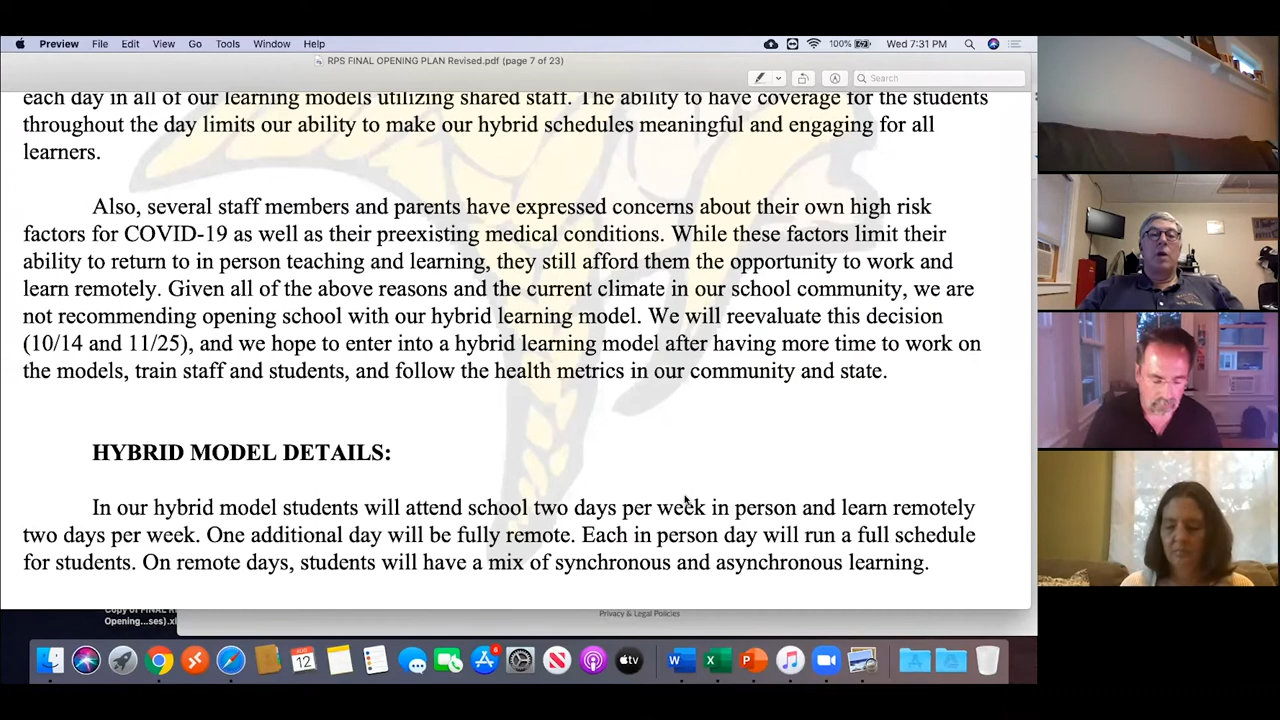 Preview File Edit View Go Tools Window Help 100% Wed 7:31 PM
RPS FINAL OPENING PLAN Revised.pdf (page 7 of 23)
Search
each day in all of our learning models utilizing shared staff. The ability to have coverage for the students
throughout the day limits our ability to make our hybrid schedules meaningful and engaging for all
learners.
Also, several staff members and parents have expressed concerns about their own high risk
factors for COVID-19 as well as their preexisting medical conditions. While these factors limit their
ability to return to in person teaching and learning, they still afford them the opportunity to work and
learn remotely. Given all of the above reasons and the current climate in our school community, we are
not recommending opening school with our hybrid learning model. We will reevaluate this decision
(10/14 and 11/25), and we hope to enter into a hybrid learning model after having more time to work on
the models, train staff and students, and follow the health metrics in our community and state.
HYBRID MODEL DETAILS:
In our hybrid model students will attend school two days per week in person and learn remotely
two days per week. One additional day will be fully remote. Each in person day will run a full schedule
for students. On remote days, students will have a mix of synchronous and asynchronous learning.
Opening...ses).xl
Privacy & Legal Policies
AUG
12
6
tv
W
X
P